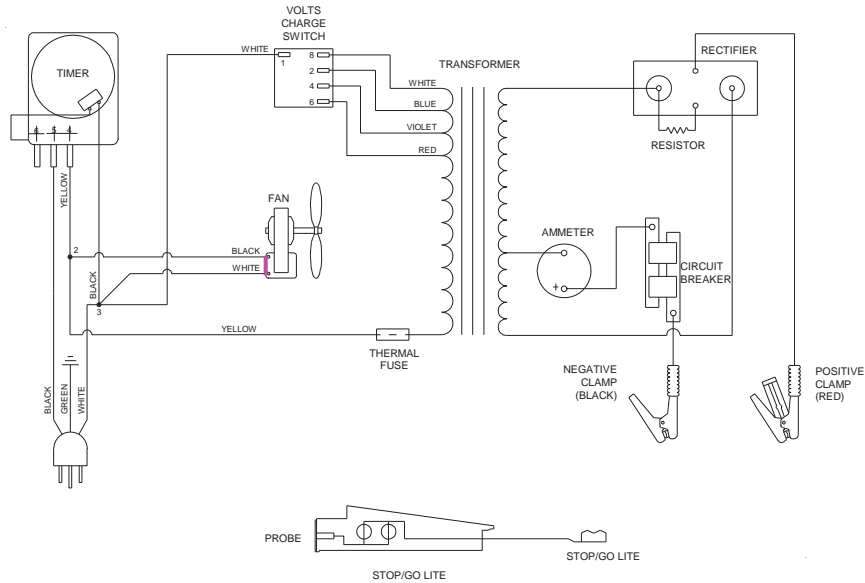 VOLTS
CHARGE
SWITCH
WHITE
1
8
2
4
6
TIMER
6 5 4
TRANSFORMER
WHITE
BLUE
VIOLET
RED
RECTIFIER
RESISTOR
YELLOW
FAN
BLACK
WHITE
2
BLACK
3
AMMETER
+
CIRCUIT
BREAKER
YELLOW
THERMAL
FUSE
BLACK
GREEN
WHITE
NEGATIVE
CLAMP
(BLACK)
POSITIVE
CLAMP
(RED)
PROBE
STOP/GO LITE
STOP/GO LITE